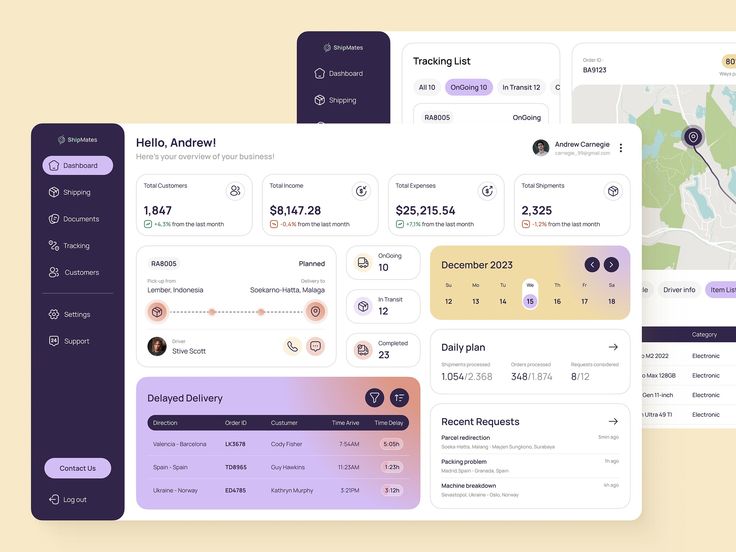 ShipMates
Dashboard
Shipping
Tracking List
All 10
OnGoing 10
In Transit 12
C
RA8005
OnGoing
Order ID
BA9123
80
Ways pa
le
Driver info
Item List
Category
o M2 2022
Electronic
Max 128GB
Electronic
Gen 11-inch
Electronic
Ultra 49 TI
Electronic
ShipMates
Dashboard
Shipping
Documents
Tracking
Customers
Settings
24
Support
Contact Us
Log out
Hello, Andrew!
Here's your overview of your business!
Andrew Carnegie
carnegie_95@gmail.com
Total Customers
1,847
+4,3% from the last month
Total Income
$8,147.28
-0,4% from the last month
Total Expenses
$25,215.54
+7,1% from the last month
Total Shipments
2,325
-1,2% from the last month
RA8005
Planned
Pick-up from
Delivery to
Lember, Indonesia
Soekarno-Hatta, Malaga
Driver
Stive Scott
OnGoing
10
In Transit
12
Completed
23
December 2023
Su Mo Tu We Th Fr Sa
12 13 14 15 16 17 18
Daily plan
Shipments processed
1.054/2.368
Orders processed
348/1.874
Requests considered
8/12
Delayed Delivery
Direction Order ID Custumer Time Arive Time Delay
Valencia - Barcelona LK3678 Cody Fisher 7:54AM 5:05h
Spain - Spain TD8965 Guy Hawkins 11:23AM 1:23h
Ukraine - Norway ED4785 Kathryn Murphy 3:21PM 3:12h
Recent Requests
Parcel redirection
5min ago
Soeka-Hatta, Malang - Mayjen Sungkono, Surabaya
Packing problem
1h ago
Madrid, Spain - Granada, Spain
Machine breakdown
4h ago
Sevastopol, Ukraine - Oslo, Norway